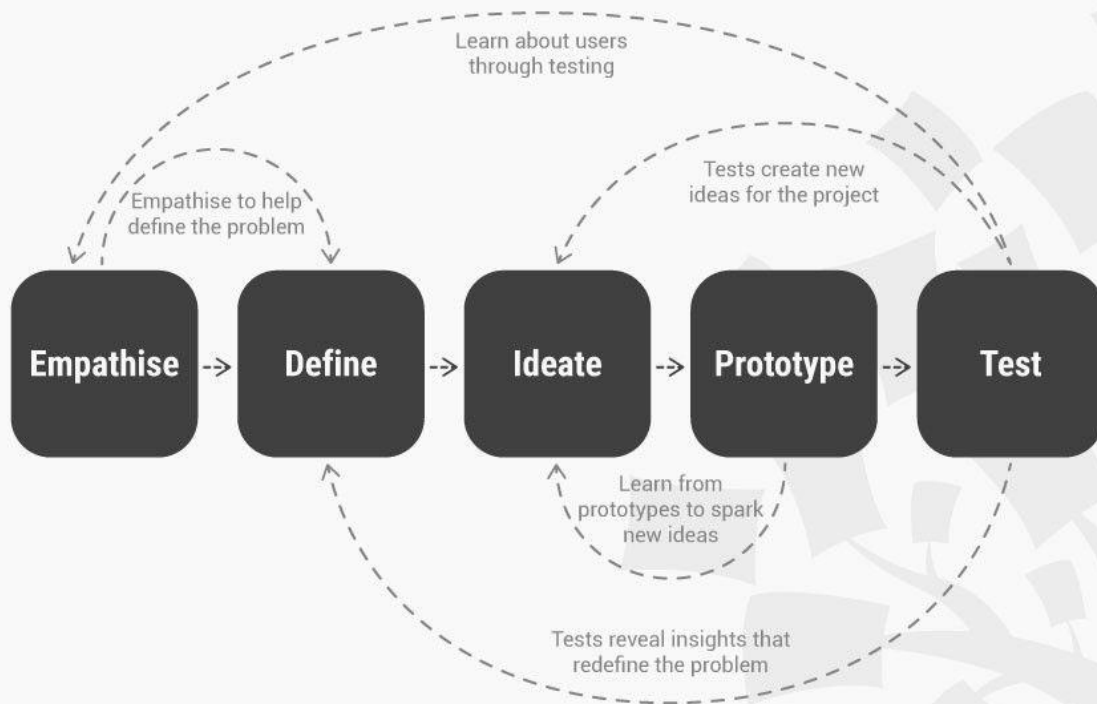 Learn about users
through testing
Tests create new
ideas for the project
Empathise to help
define the problem
Empathise
Define
Ideate
Prototype
Test
Learn from
prototypes to spark
new ideas
Tests reveal insights that
redefine the problem